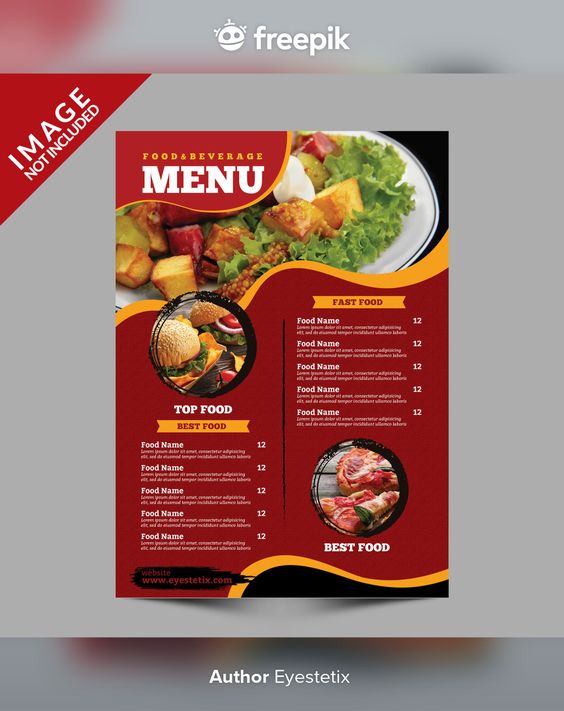 freepik
IMAGE
NOT INCLUDED
FOOD & BEVERAGE
MENU
FAST FOOD
Food Name 12
Lorem ipsum dolor sit amet, consectetur adipisicing
elit, sed do eiusmod tempor incididunt ullamco laboris
Food Name 12
Lorem ipsum dolor sit amet, consectetur adipisicing
elit, sed do eiusmod tempor incididunt ullamco laboris
Food Name 12
Lorem ipsum dolor sit amet, consectetur adipisicing
elit, sed do eiusmod tempor incididunt ullamco laboris
Food Name 12
Lorem ipsum dolor sit amet, consectetur adipisicing
elit, sed do eiusmod tempor incididunt ullamco laboris
Food Name 12
Lorem ipsum dolor sit amet, consectetur adipisicing
elit, sed do eiusmod tempor incididunt ullamco laboris
TOP FOOD
BEST FOOD
Food Name 12
Lorem ipsum dolor sit amet, consectetur adipisicing
elit, sed do eiusmod tempor incididunt ullamco laboris
Food Name 12
Lorem ipsum dolor sit amet, consectetur adipisicing
elit, sed do eiusmod tempor incididunt ullamco laboris
Food Name 12
Lorem ipsum dolor sit amet, consectetur adipisicing
elit, sed do eiusmod tempor incididunt ullamco laboris
Food Name 12
Lorem ipsum dolor sit amet, consectetur adipisicing
elit, sed do eiusmod tempor incididunt ullamco laboris
Food Name 12
Lorem ipsum dolor sit amet, consectetur adipisicing
elit, sed do eiusmod tempor incididunt ullamco laboris
BEST FOOD
website
www.eyestetix.com
Author Eyestetix